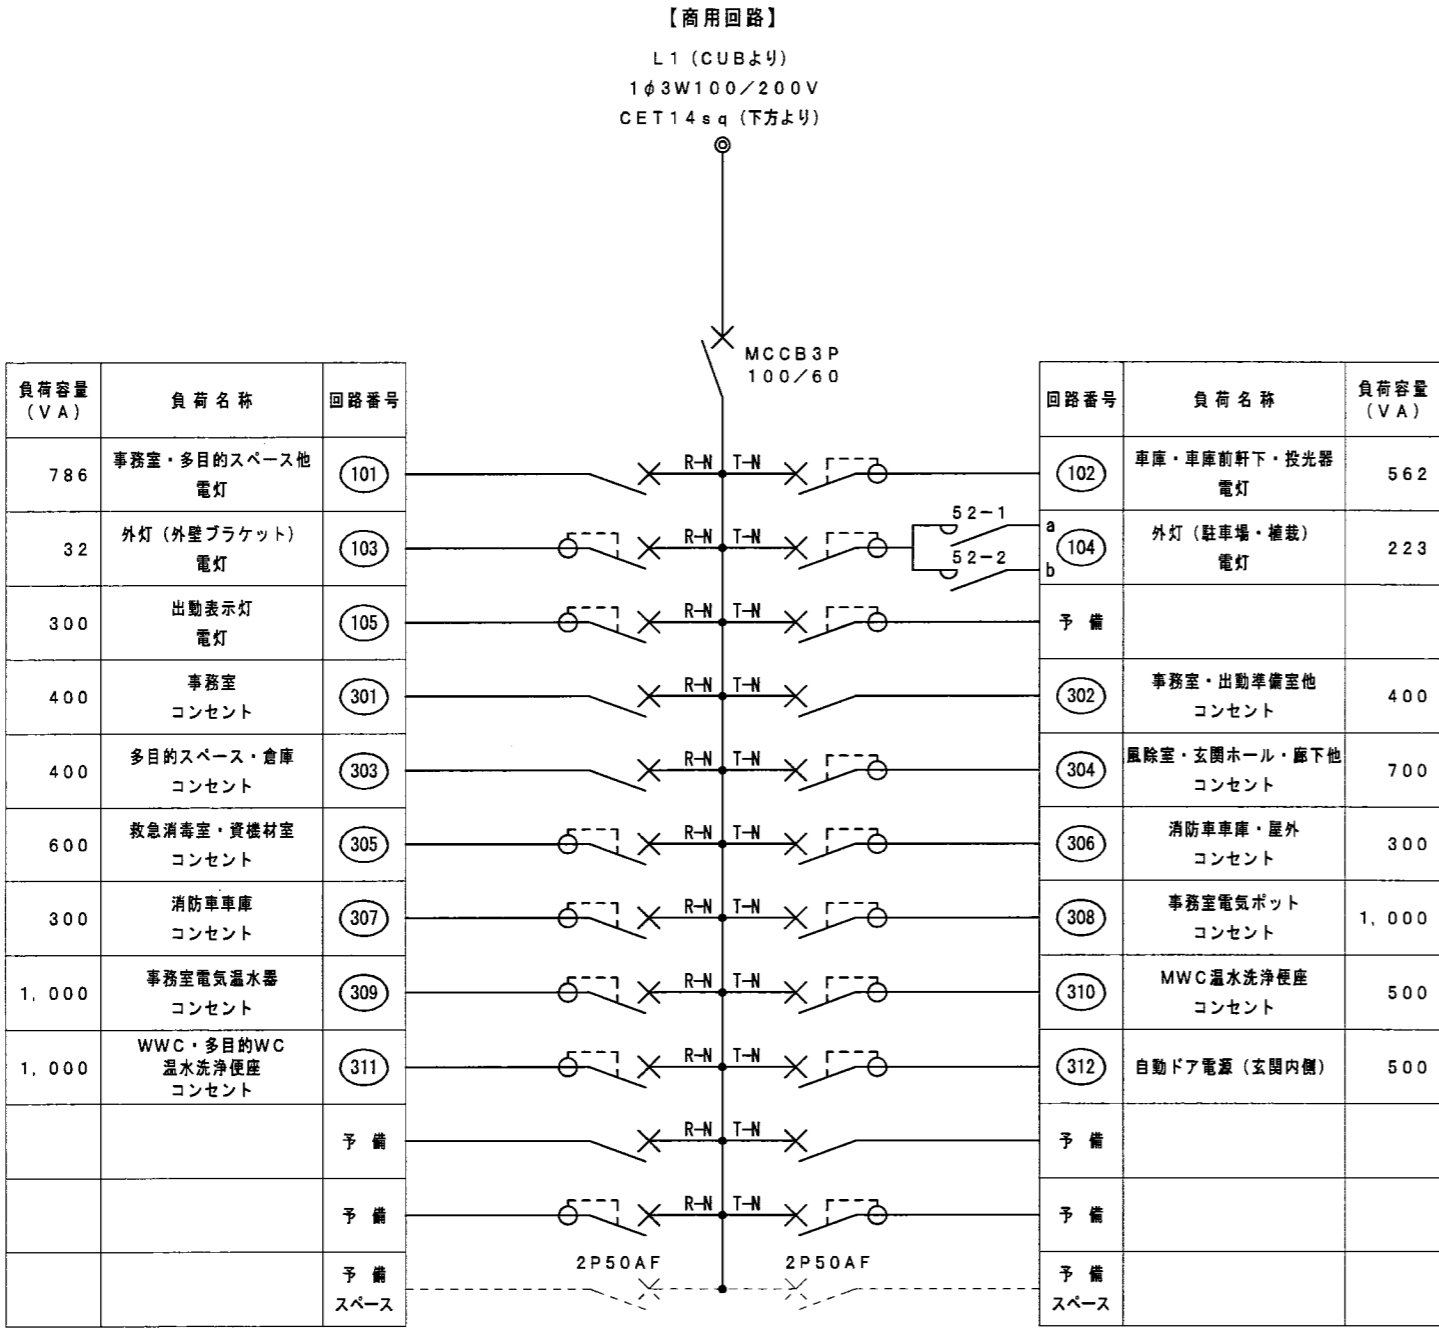 【商用回路】
L1(CUBより)
1φ3W100/200V
CET14sq(下方より)
MCCB3P
100/60
負荷容量
(VA)
負荷名称
回路番号
回路番号
負荷名称
負荷容量
(VA)
786
事務室・多目的スペース他
電灯
101
R-N
T-N
102
車庫・車庫前軒下・投光器
電灯
562
32
外灯(外壁ブラケット)
電灯
103
R-N
T-N
52-1
a
52-2
b
104
外灯(駐車場・植栽)
電灯
223
300
出動表示灯
電灯
105
R-N
T-N
予備
400
事務室
コンセント
301
R-N
T-N
302
事務室・出動準備室他
コンセント
400
400
多目的スペース・倉庫
コンセント
303
R-N
T-N
304
風除室・玄関ホール・廊下他
コンセント
700
600
救急消毒室・資機材室
コンセント
305
R-N
T-N
306
消防車車庫・屋外
コンセント
300
300
消防車車庫
コンセント
307
R-N
T-N
308
事務室電気ポット
コンセント
1,000
1,000
事務室電気温水器
コンセント
309
R-N
T-N
310
MWC温水洗浄便座
コンセント
500
1,000
WWC・多目的WC
温水洗浄便座
コンセント
311
R-N
T-N
312
自動ドア電源(玄関内側)
500
予備
R-N
T-N
予備
予備
R-N
T-N
予備
予備
スペース
2P50AF
2P50AF
予備
スペース